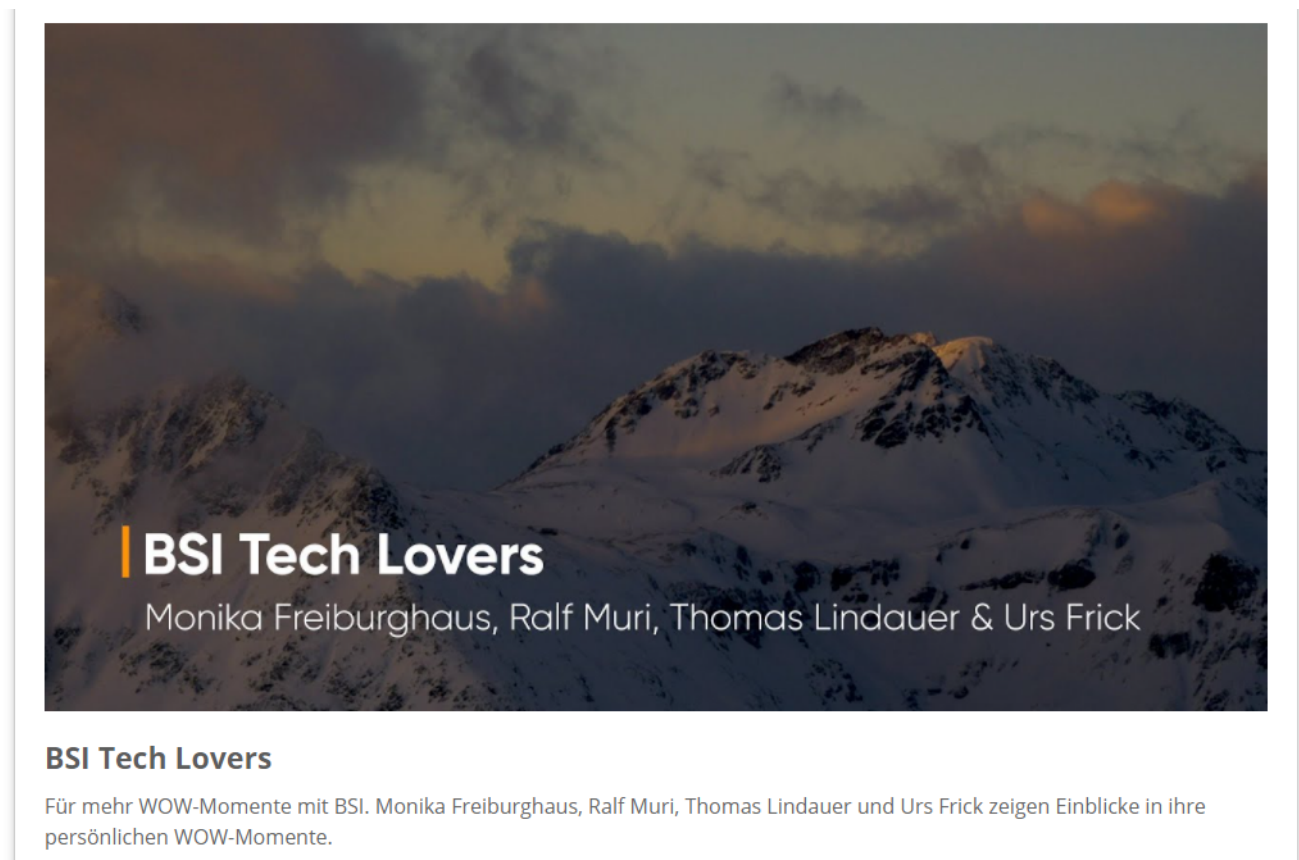 BSI Tech Lovers
Monika Freiburghaus, Ralf Muri, Thomas Lindauer & Urs Frick
BSI Tech Lovers
Für mehr WOW-Momente mit BSI. Monika Freiburghaus, Ralf Muri, Thomas Lindauer und Urs Frick zeigen Einblicke in ihre
persönlichen WOW-Momente.